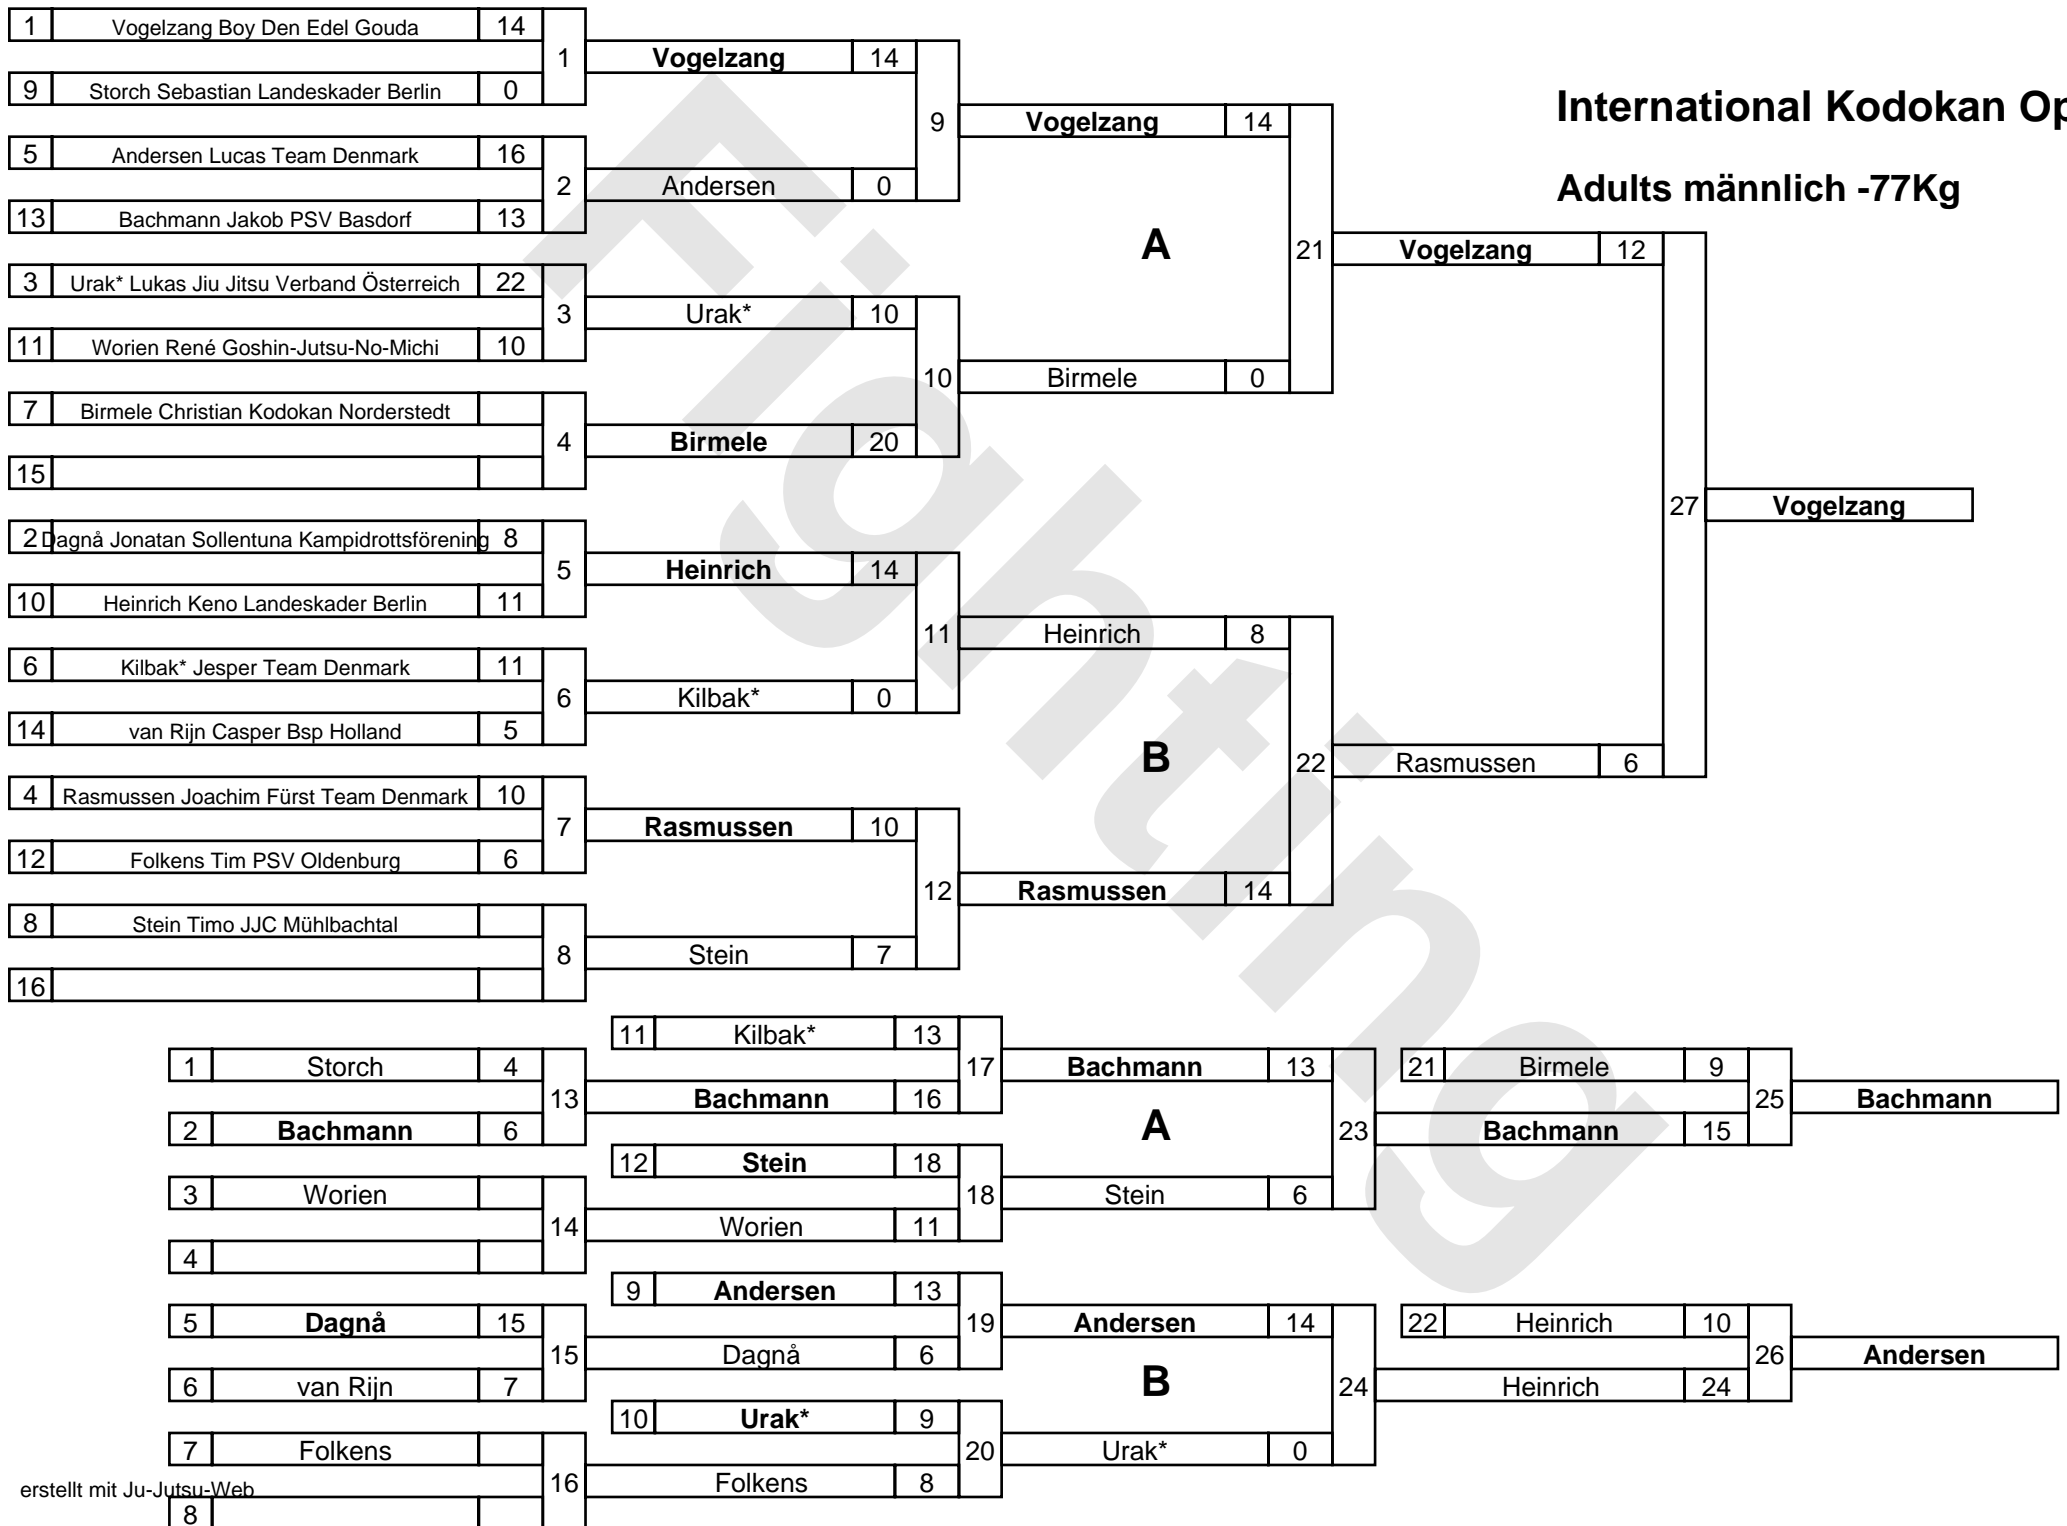 International Kodokan Op
Adults männlich -77Kg
1 Vogelzang Boy Den Edel Gouda 14
1
9 Storch Sebastian Landeskader Berlin 0
5 Andersen Lucas Team Denmark 16
2
13 Bachmann Jakob PSV Basdorf 13
3 Urak* Lukas Jiu Jitsu Verband Österreich 22
3
11 Worien René Goshin-Jutsu-No-Michi 10
7 Birmele Christian Kodokan Norderstedt
4
15
2 Dagnå Jonatan Sollentuna Kampidrottsförening 8
5
10 Heinrich Keno Landeskader Berlin 11
6 Kilbak* Jesper Team Denmark 11
6
14 van Rijn Casper Bsp Holland 5
4 Rasmussen Joachim Fürst Team Denmark 10
7
12 Folkens Tim PSV Oldenburg 6
8 Stein Timo JJC Mühlbachtal
8
16
Vogelzang 14
9
Andersen 0
Urak* 10
10
Birmele 20
Heinrich 14
11
Kilbak* 0
Rasmussen 10
12
Stein 7
Vogelzang 14
A
21
Birmele 0
Heinrich 8
B
22
Rasmussen 14
Vogelzang 12
27
Rasmussen 6
Vogelzang
1 Storch 4
13
2 Bachmann 6
3 Worien
14
4
5 Dagnå 15
15
6 van Rijn 7
7 Folkens
16
8
11 Kilbak* 13
17
Bachmann 16
12 Stein 18
18
Worien 11
9 Andersen 13
19
Dagnå 6
10 Urak* 9
20
Folkens 8
Bachmann 13
A
23
Stein 6
Andersen 14
B
24
Urak* 0
21 Birmele 9
25
Bachmann 15
Bachmann
22 Heinrich 10
26
Heinrich 24
Andersen
erstellt mit Ju-Jutsu-Web
Fighting